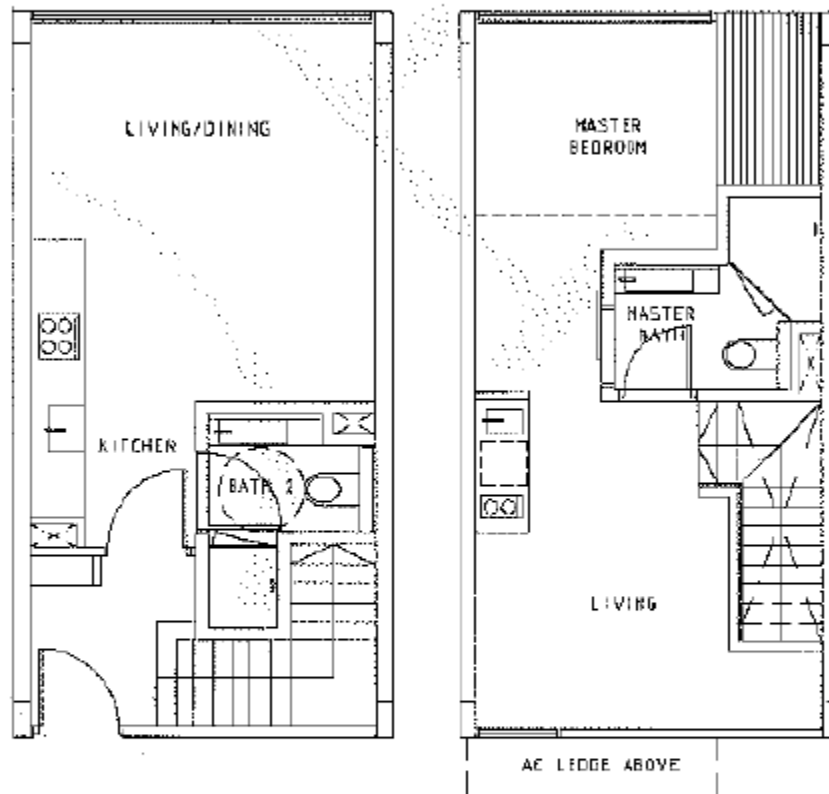 LIVING/DINING
KITCHEN
BATH 2
MASTER
BEDROOM
MASTER
BATH
LIVING
AC LEDGE ABOVE